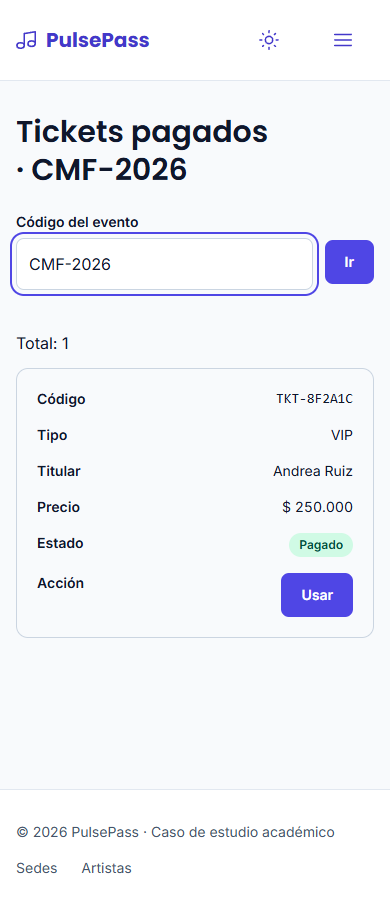 PulsePass
Tickets pagados
· CMF-2026
Código del evento
CMF-2026
Ir
Total: 1
Código TKT-8F2A1C
Tipo VIP
Titular Andrea Ruiz
Precio $ 250.000
Estado Pagado
Acción Usar
© 2026 PulsePass · Caso de estudio académico
Sedes Artistas